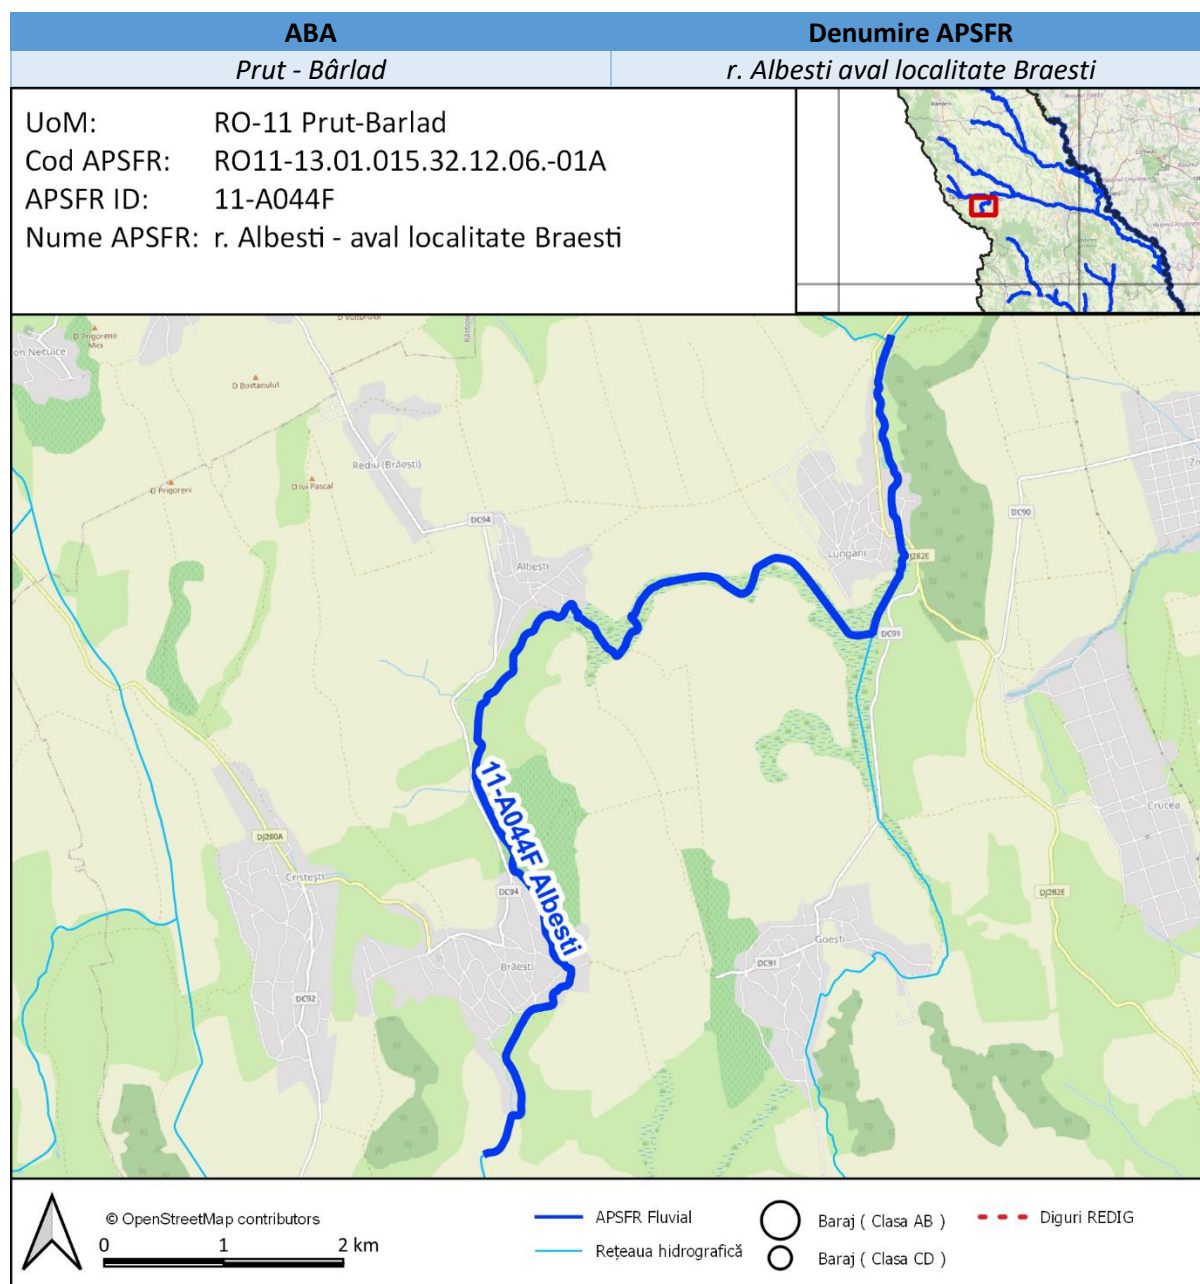 ABA
Denumire APSFR
Prut - Bârlad
r. Albesti aval localitate Braesti
UoM: RO-11 Prut-Barlad
Cod APSFR: RO11-13.01.015.32.12.06.-01A
APSFR ID: 11-A044F
Nume APSFR: r. Albesti - aval localitate Braesti
D Prigorenii
Mici
on Neculce
D Bostanului
Rediu (Brăești)
D Prigoreni
D lui Pascal
DC94
DC90
Albești
Lungani
DJ282E
DC91
11-A044F Albesti
Crucea
DJ280A
Cristești
DC94
DJ282E
Brăești
Goești
DC91
DC92
© OpenStreetMap contributors
0 1 2 km
APSFR Fluvial
Rețeaua hidrografică
Baraj ( Clasa AB )
Baraj ( Clasa CD )
Diguri REDIG